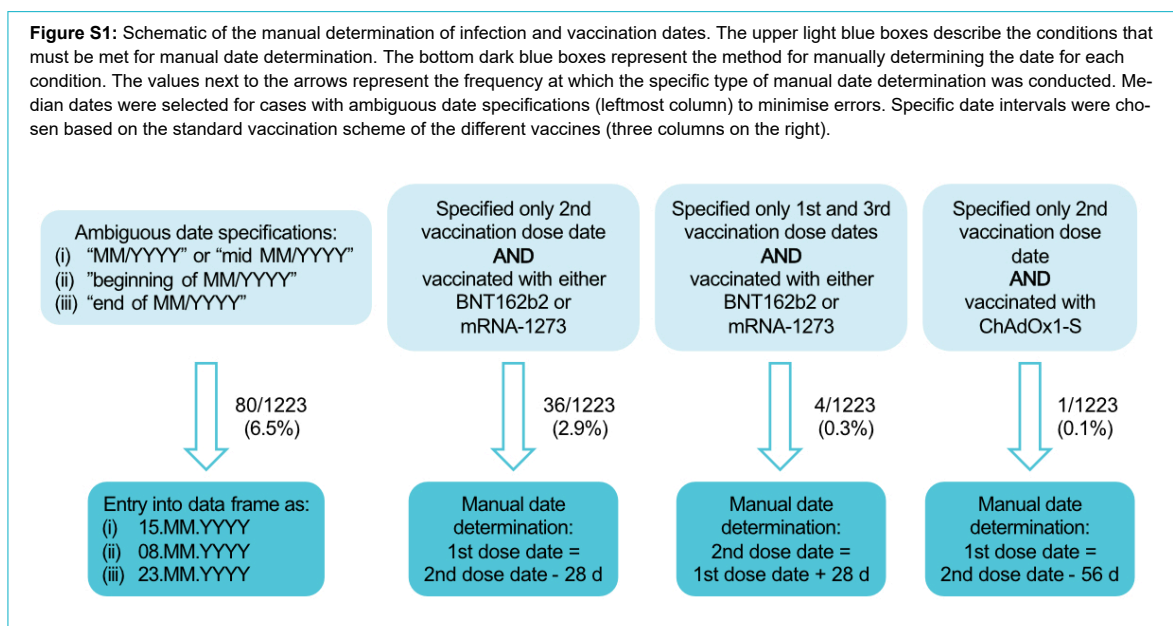 Figure S1: Schematic of the manual determination of infection and vaccination dates. The upper light blue boxes describe the conditions that
must be met for manual date determination. The bottom dark blue boxes represent the method for manually determining the date for each
condition. The values next to the arrows represent the frequency at which the specific type of manual date determination was conducted. Me-
dian dates were selected for cases with ambiguous date specifications (leftmost column) to minimise errors. Specific date intervals were cho-
sen based on the standard vaccination scheme of the different vaccines (three columns on the right).
Ambiguous date specifications:
(i) “MM/YYYY” or “mid MM/YYYY”
(ii) ”beginning of MM/YYYY”
(iii) “end of MM/YYYY”
Specified only 2nd
vaccination dose date
AND
vaccinated with either
BNT162b2 or
mRNA-1273
Specified only 1st and 3rd
vaccination dose dates
AND
vaccinated with either
BNT162b2 or
mRNA-1273
Specified only 2nd
vaccination dose
date
AND
vaccinated with
ChAdOx1-S
80/1223
(6.5%)
36/1223
(2.9%)
4/1223
(0.3%)
1/1223
(0.1%)
Entry into data frame as:
(i) 15.MM.YYYY
(ii) 08.MM.YYYY
(iii) 23.MM.YYYY
Manual date
determination:
1st dose date =
2nd dose date - 28 d
Manual date
determination:
2nd dose date =
1st dose date + 28 d
Manual date
determination:
1st dose date =
2nd dose date - 56 d